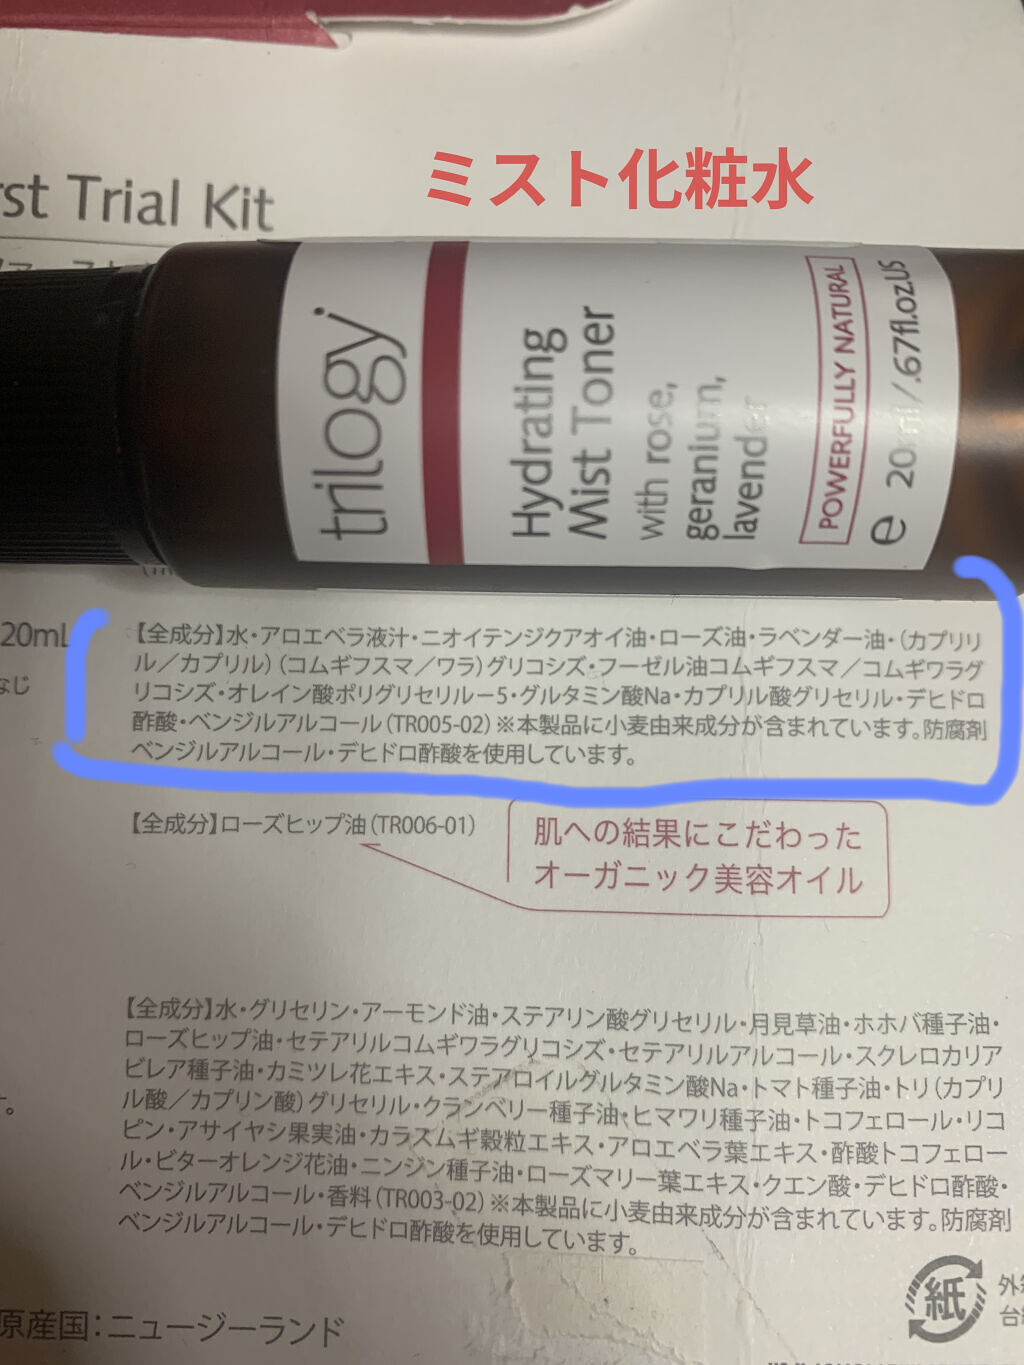 rst Trial Kit
ミスト化粧水
trilogy
Hydrating
Mist Toner
with rose,
geranium,
lavender
POWERFULLY NATURAL
e 20ml/.67fl.ozUS
20mL
なじ
【全成分】水・アロエベラ液汁・ニオイテンジクアオイ油・ローズ油・ラベンダー油・(カプリリ
ル／カプリル)(コムギフスマ／ワラ)グリコシズ・フーゼル油コムギフスマ／コムギワラグ
リコシズ・オレイン酸ポリグリセリル－5・グルタミン酸Na・カプリル酸グリセリル・デヒドロ
酢酸・ベンジルアルコール(TR005-02)※本製品に小麦由来成分が含まれています。防腐剤
ベンジルアルコール・デヒドロ酢酸を使用しています。
【全成分】ローズヒップ油(TR006-01)
肌への結果にこだわった
オーガニック美容オイル
【全成分】水・グリセリン・アーモンド油・ステアリン酸グリセリル・月見草油・ホホバ種子油・
ローズヒップ油・セテアリルコムギワラグリコシズ・セテアリルアルコール・スクレロカリア
ビレア種子油・カミツレ花エキス・ステアロイルグルタミン酸Na・トマト種子油・トリ(カプリ
ル酸／カプリン酸)グリセリル・クランベリー種子油・ヒマワリ種子油・トコフェロール・リコ
ピン・アサイヤシ果実油・カラスムギ穀粒エキス・アロエベラ葉エキス・酢酸トコフェロー
ル・ビターオレンジ花油・ニンジン種子油・ローズマリー葉エキス・クエン酸・デヒドロ酢酸・
ベンジルアルコール・香料(TR003-02)※本製品に小麦由来成分が含まれています。防腐剤
ベンジルアルコール・デヒドロ酢酸を使用しています。
す。
紙
外
台
原産国：ニュージーランド